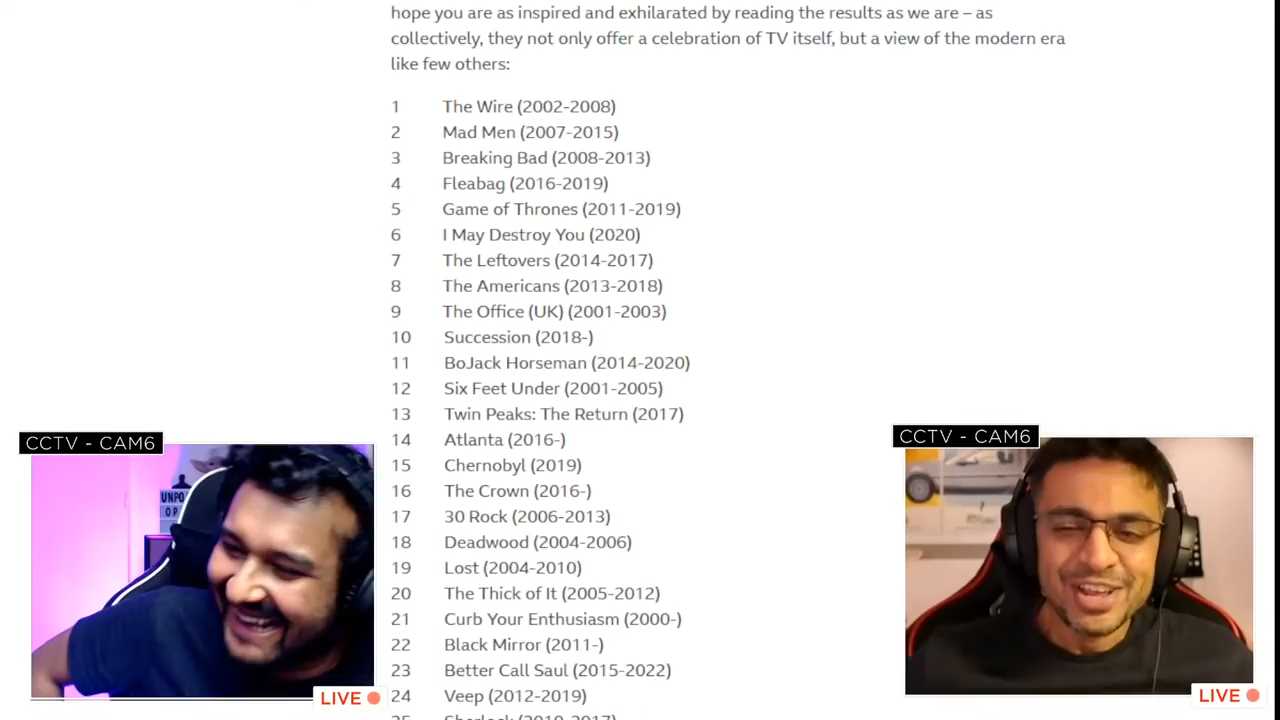 hope you are as inspired and exhilarated by reading the results as we are – as
collectively, they not only offer a celebration of TV itself, but a view of the modern era
like few others:
1 The Wire (2002-2008)
2 Mad Men (2007-2015)
3 Breaking Bad (2008-2013)
4 Fleabag (2016-2019)
5 Game of Thrones (2011-2019)
6 I May Destroy You (2020)
7 The Leftovers (2014-2017)
8 The Americans (2013-2018)
9 The Office (UK) (2001-2003)
10 Succession (2018-)
11 BoJack Horseman (2014-2020)
12 Six Feet Under (2001-2005)
13 Twin Peaks: The Return (2017)
14 Atlanta (2016-)
15 Chernobyl (2019)
16 The Crown (2016-)
17 30 Rock (2006-2013)
18 Deadwood (2004-2006)
19 Lost (2004-2010)
20 The Thick of It (2005-2012)
21 Curb Your Enthusiasm (2000-)
22 Black Mirror (2011-)
23 Better Call Saul (2015-2022)
24 Veep (2012-2019)
25 Sherlock (2010-2017)
CCTV - CAM6
UNPO
OP
LIVE
CCTV - CAM6
LIVE